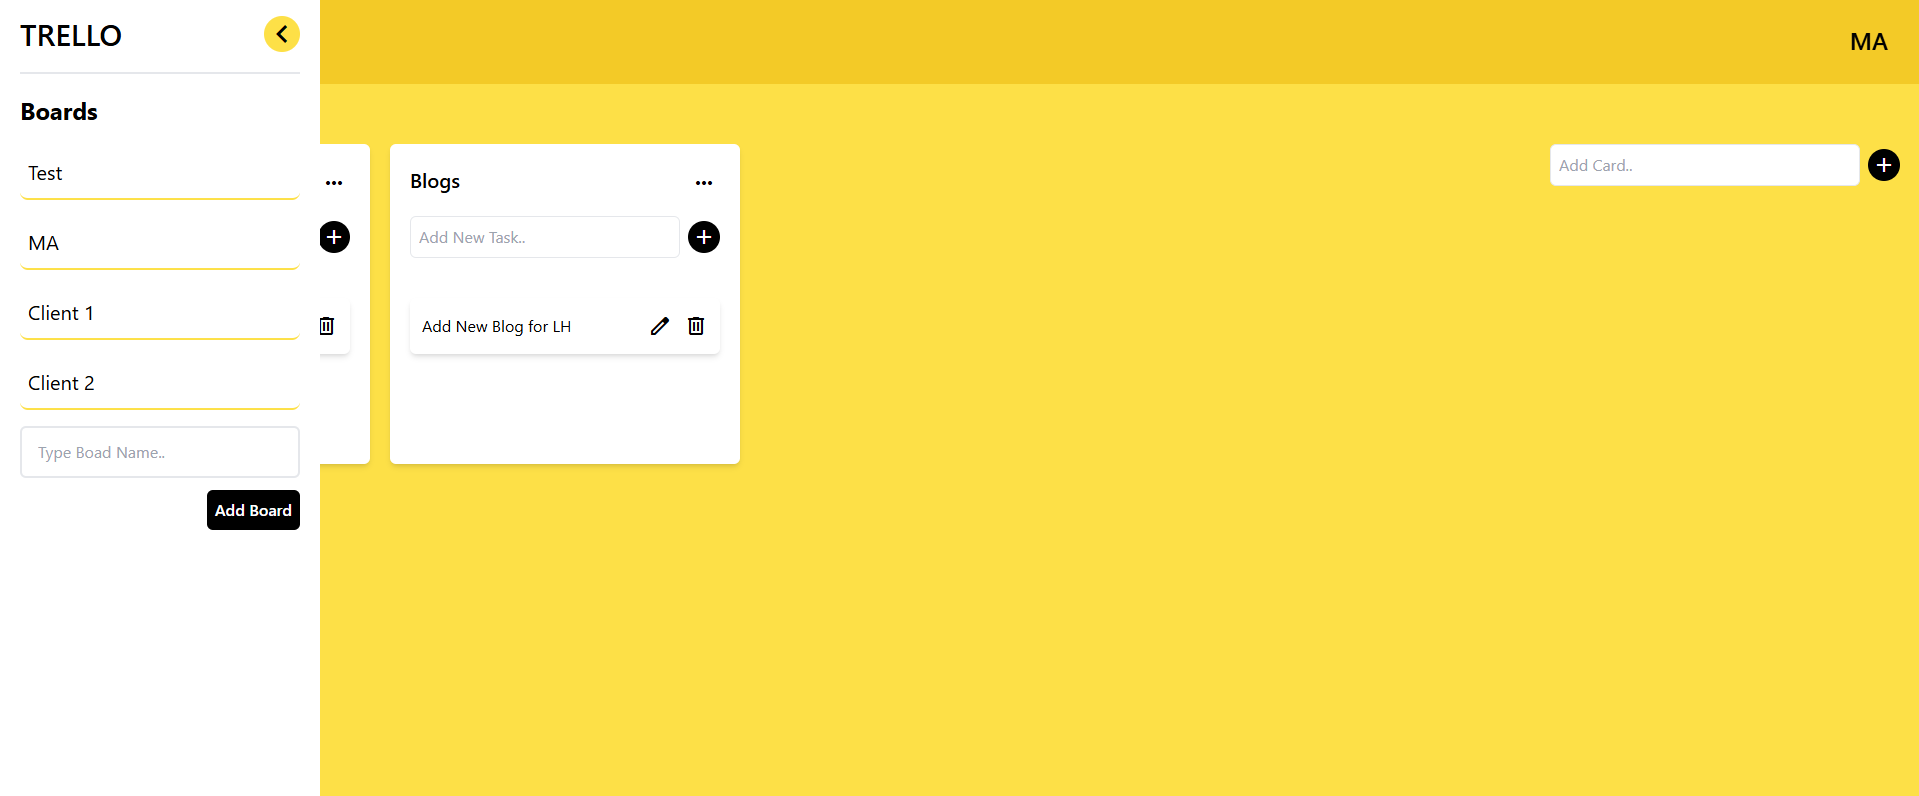 TRELLO
MA
Boards
Test
MA
Client 1
Client 2
Type Boad Name..
Add Board
Blogs
Add New Task..
Add New Blog for LH
Add Card..